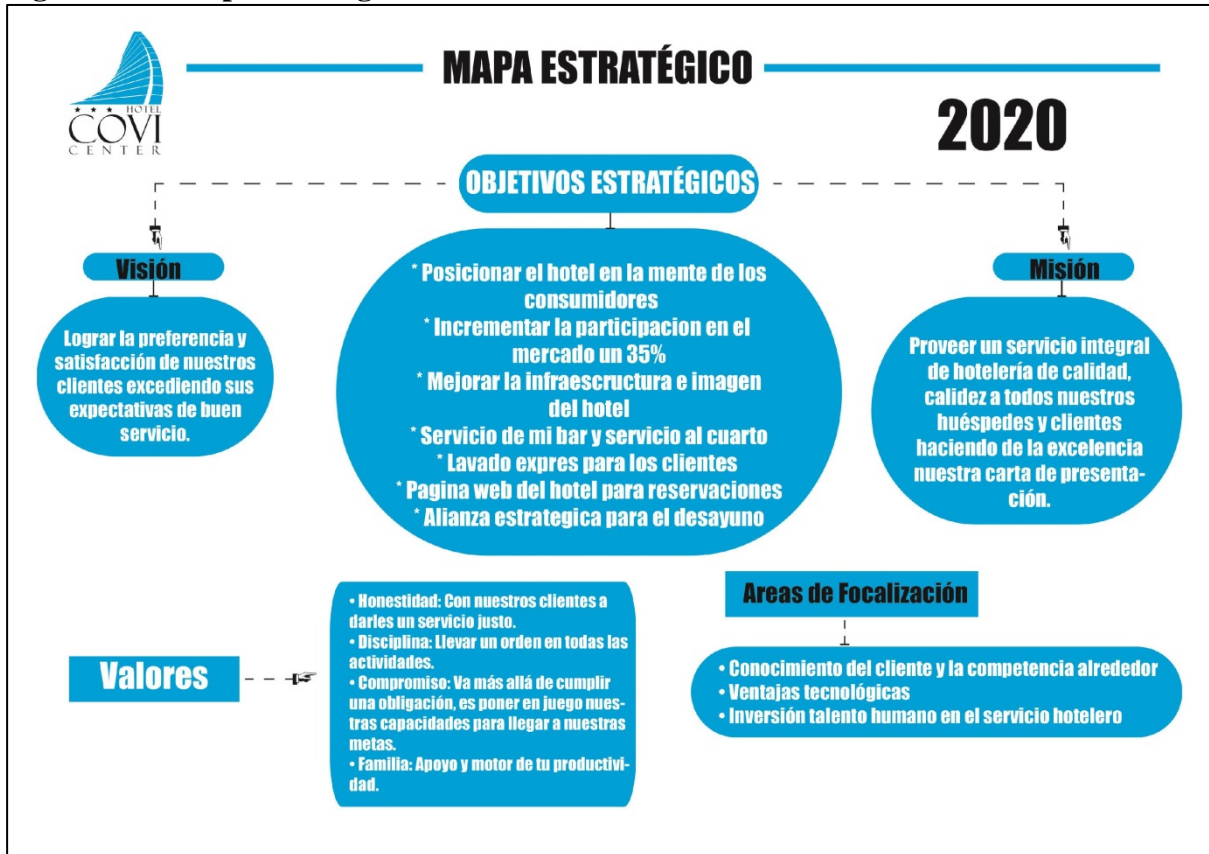 MAPA ESTRATÉGICO
HOTEL
COVI
CENTER
2020
OBJETIVOS ESTRATÉGICOS
Visión
Lograr la preferencia y
satisfacción de nuestros
clientes excediendo sus
expectativas de buen
servicio.
* Posicionar el hotel en la mente de los
consumidores
* Incrementar la participacion en el
mercado un 35%
* Mejorar la infraescructura e imagen
del hotel
* Servicio de mi bar y servicio al cuarto
* Lavado expres para los clientes
* Pagina web del hotel para reservaciones
* Alianza estrategica para el desayuno
Misión
Proveer un servicio integral
de hotelería de calidad,
calidez a todos nuestros
huéspedes y clientes
haciendo de la excelencia
nuestra carta de presenta-
ción.
Valores
• Honestidad: Con nuestros clientes a
darles un servicio justo.
• Disciplina: Llevar un orden en todas las
actividades.
• Compromiso: Va más allá de cumplir
una obligación, es poner en juego nues-
tras capacidades para llegar a nuestras
metas.
• Familia: Apoyo y motor de tu productivi-
dad.
Areas de Focalización
• Conocimiento del cliente y la competencia alrededor
• Ventajas tecnológicas
• Inversión talento humano en el servicio hotelero